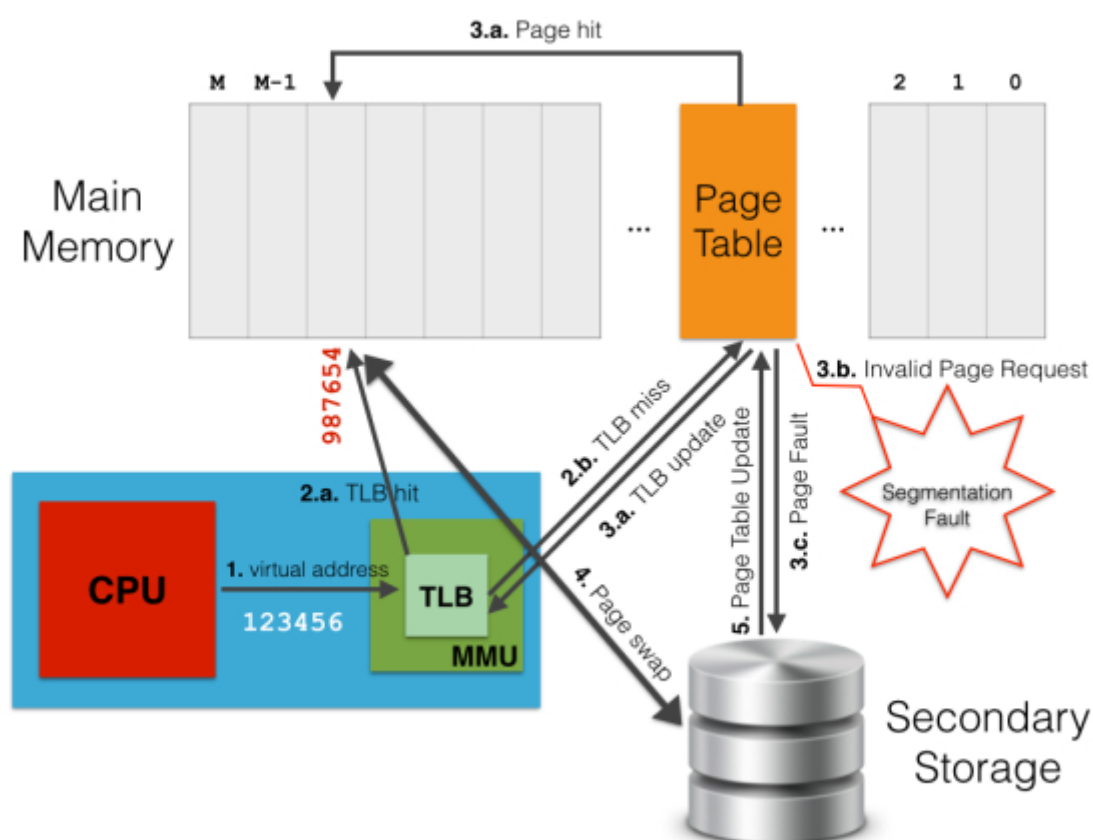 3.a. Page hit
M M-1
2 1 0
Main
Memory
...
Page
Table
...
987654
3.b. Invalid Page Request
2.b. TLB miss
3.a. TLB update
5. Page Table Update
3.c. Page Fault
Segmentation
Fault
2.a. TLB hit
CPU
1. virtual address
123456
TLB
MMU
4. Page swap
Secondary
Storage